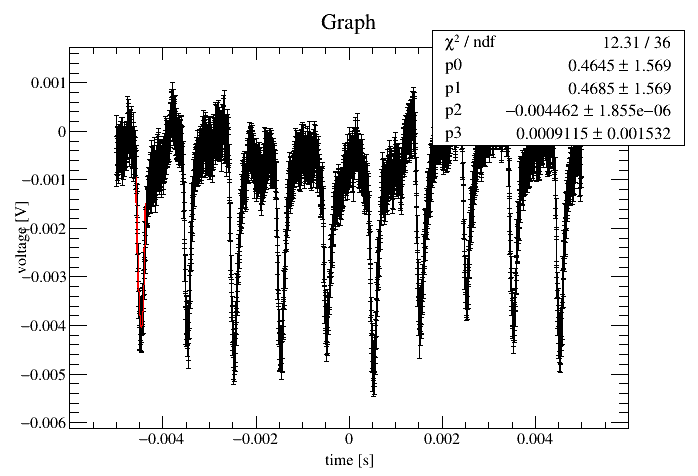 Graph
χ² / ndf 12.31 / 36
p0 0.4645 ± 1.569
p1 0.4685 ± 1.569
p2 −0.004462 ± 1.855e−06
p3 0.0009115 ± 0.001532
0.001
0
−0.001
−0.002
−0.003
−0.004
−0.005
−0.006
voltage [V]
−0.004 −0.002 0 0.002 0.004
time [s]